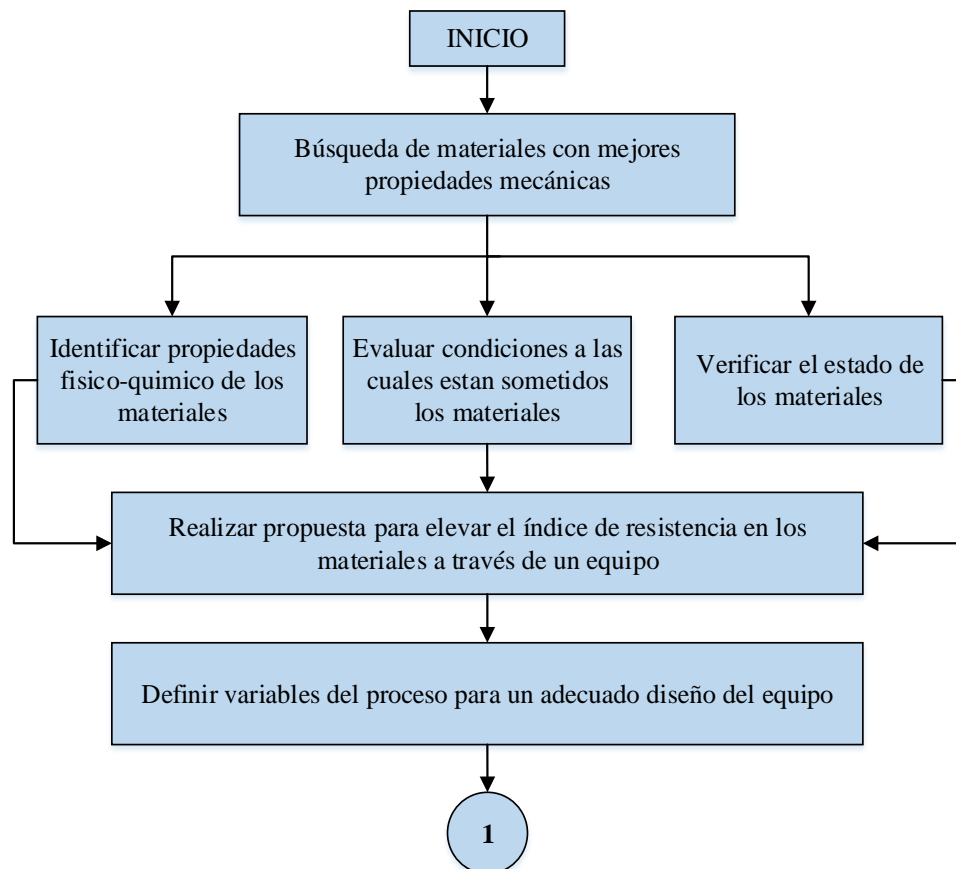 INICIO
Búsqueda de materiales con mejores
propiedades mecánicas
Identificar propiedades
fisico-quimico de los
materiales
Evaluar condiciones a las
cuales estan sometidos
los materiales
Verificar el estado de
los materiales
Realizar propuesta para elevar el índice de resistencia en los
materiales a través de un equipo
Definir variables del proceso para un adecuado diseño del equipo
1